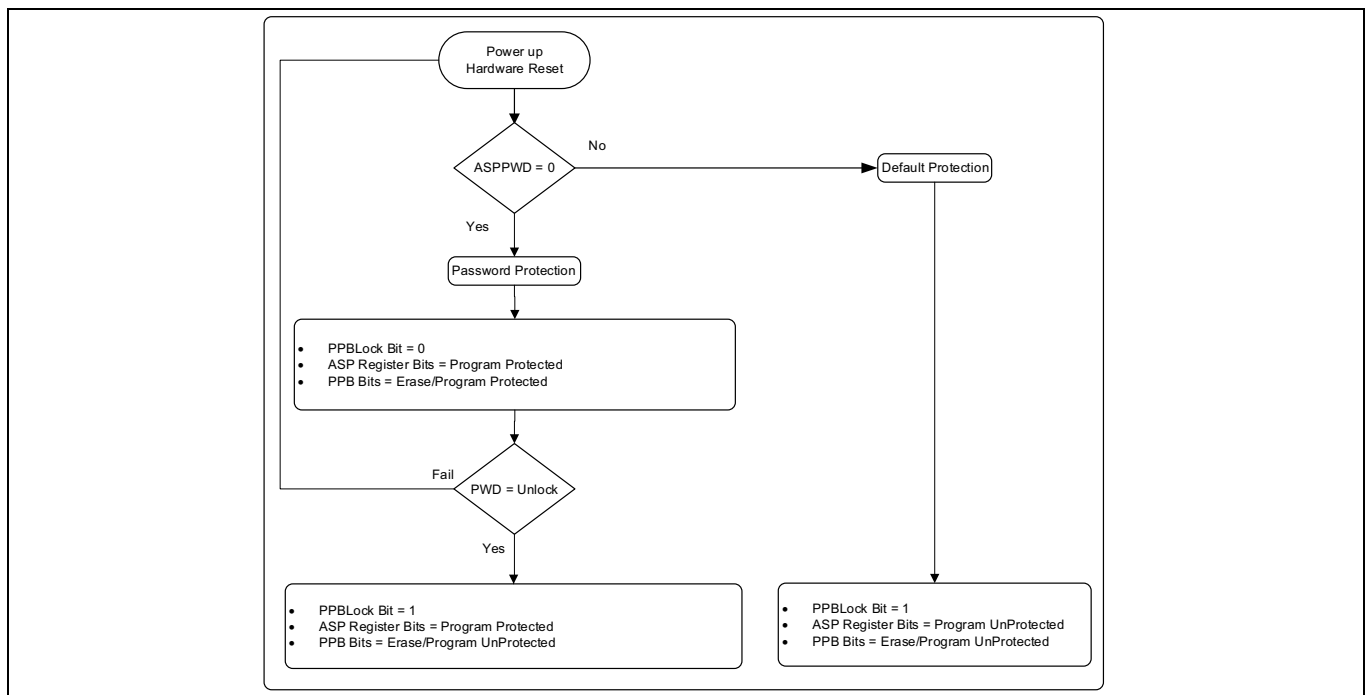 Power up
Hardware Reset
ASPPWD = 0
No
Default Protection
Yes
Password Protection
• PPBLock Bit = 0
• ASP Register Bits = Program Protected
• PPB Bits = Erase/Program Protected
Fail
PWD = Unlock
Yes
• PPBLock Bit = 1
• ASP Register Bits = Program Protected
• PPB Bits = Erase/Program UnProtected
• PPBLock Bit = 1
• ASP Register Bits = Program UnProtected
• PPB Bits = Erase/Program UnProtected